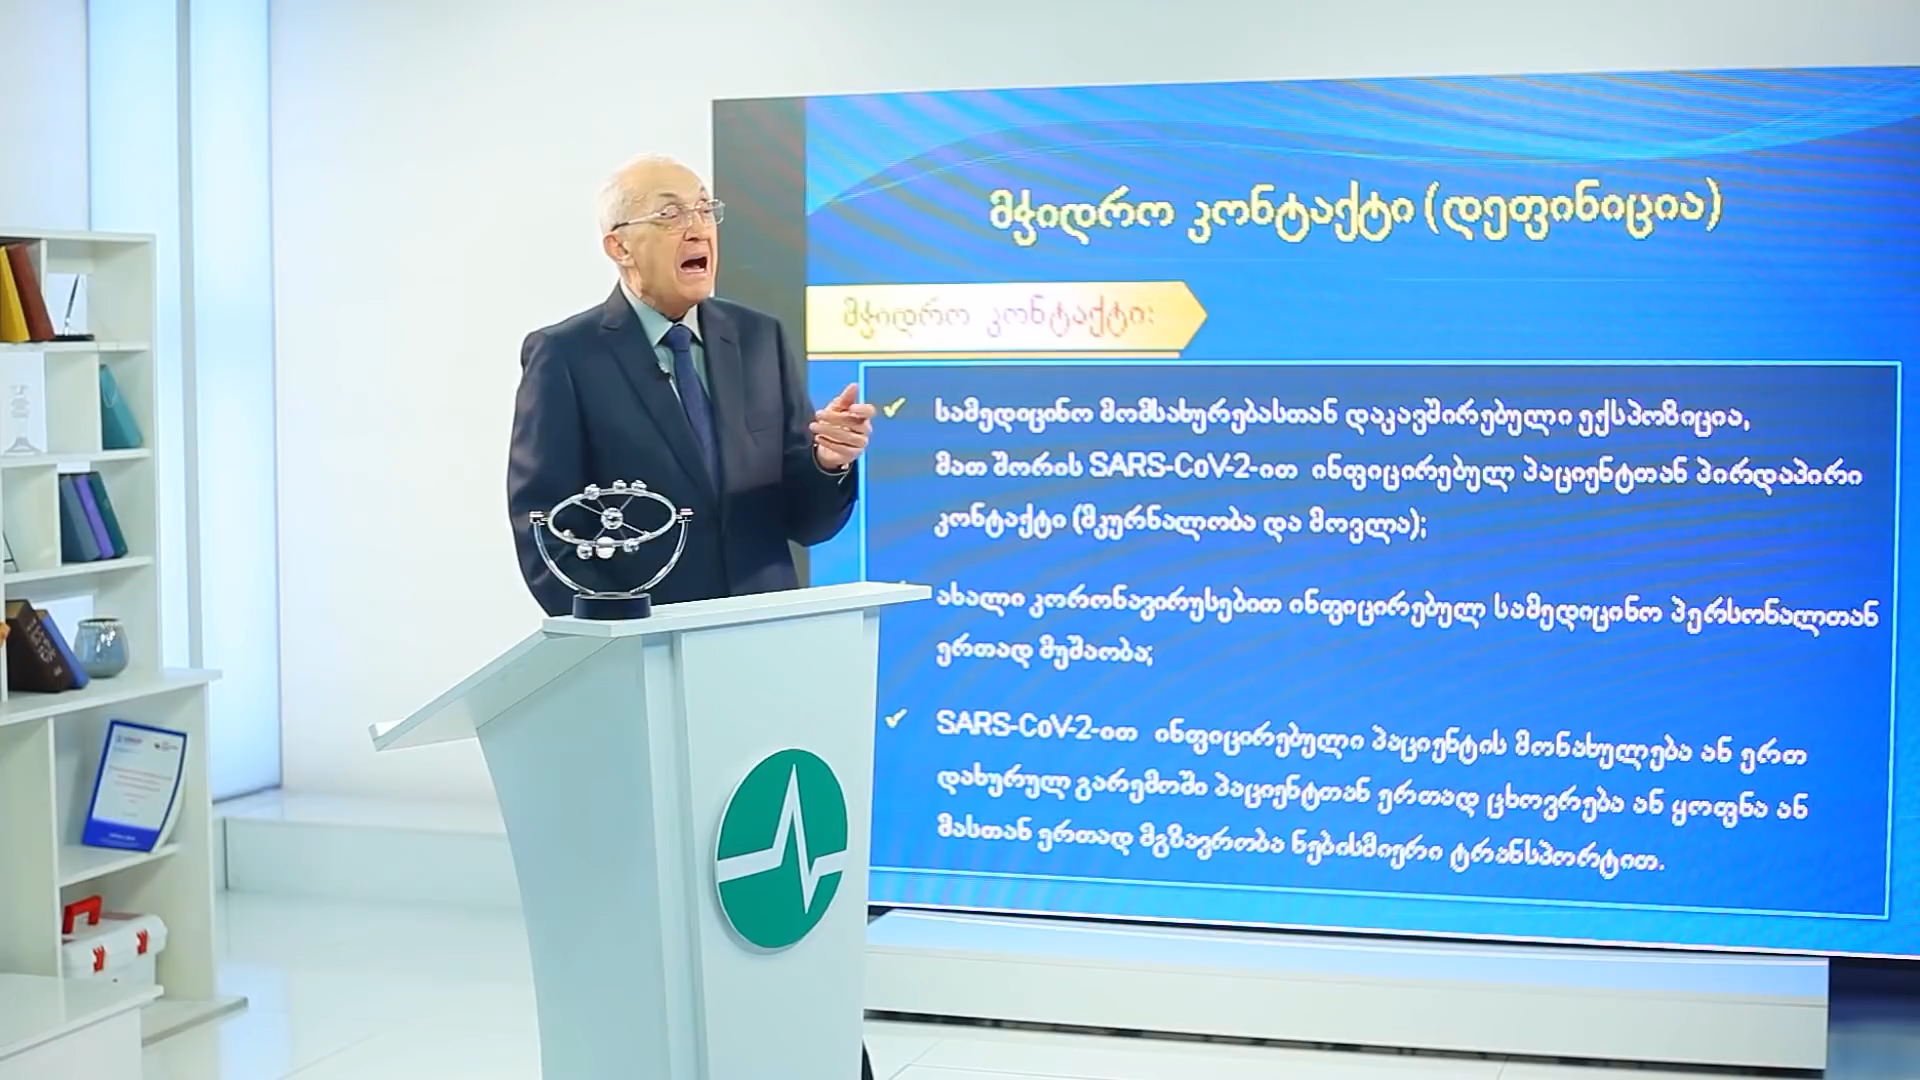 მჭიდრო კონტაქტი (დეფინიცია)
მჭიდრო კონტაქტი:
სამედიცინო მომსახურებასთან დაკავშირებული ექსპოზიცია,
მათ შორის SARS-CoV-2-ით ინფიცირებულ პაციენტთან პირდაპირი
კონტაქტი (მკურნალობა და მოვლა);
ახალი კორონავირუსებით ინფიცირებულ სამედიცინო პერსონალთან
ერთად მუშაობა;
SARS-CoV-2-ით ინფიცირებული პაციენტის მონახულება ან ერთ
დახურულ გარემოში პაციენტთან ერთად ცხოვრება ან ყოფნა ან
მასთან ერთად მგზავრობა ნებისმიერი ტრანსპორტით.